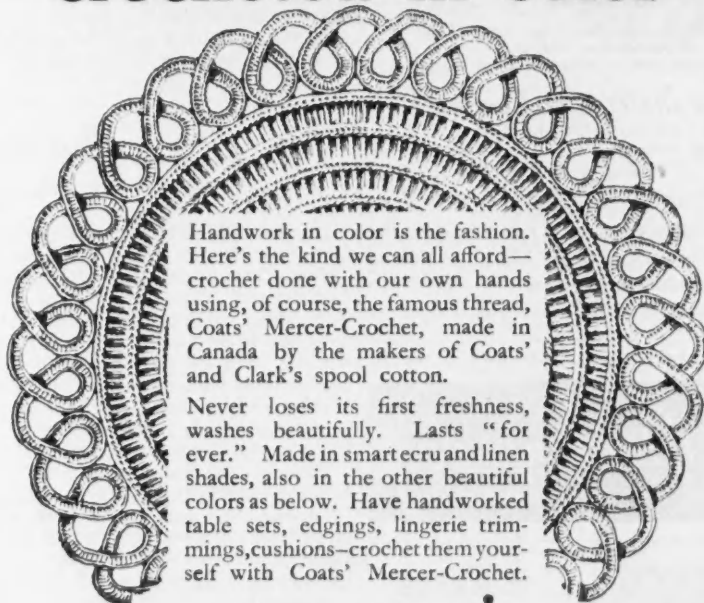 Handwork in color is the fashion.
Here's the kind we can all afford—
crochet done with our own hands
using, of course, the famous thread,
Coats' Mercer-Crochet, made in
Canada by the makers of Coats'
and Clark's spool cotton.
Never loses its first freshness,
washes beautifully. Lasts "for
ever." Made in smart ecru and linen
shades, also in the other beautiful
colors as below. Have handworked
table sets, edgings, lingerie trim-
mings, cushions—crochet them your-
self with Coats' Mercer-Crochet.